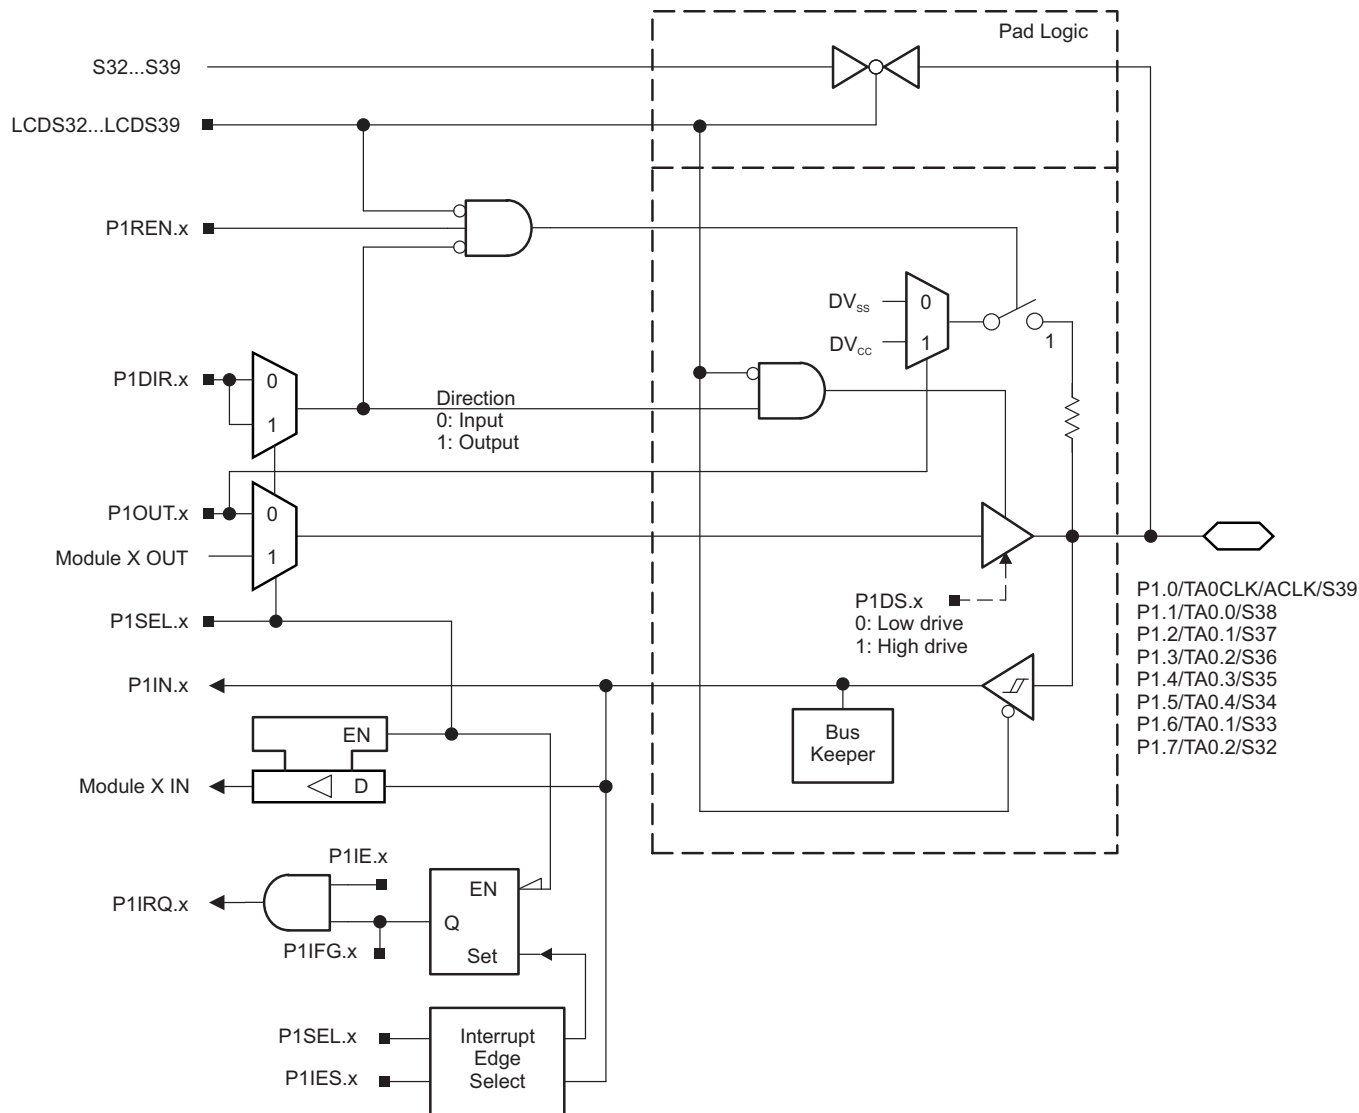 Pad Logic
S32...S39
LCDS32...LCDS39
P1REN.x
DVSS
0
DVCC
1
1
P1DIR.x
0
1
Direction
0: Input
1: Output
P1OUT.x
0
Module X OUT
1
P1DS.x
0: Low drive
1: High drive
P1SEL.x
P1.0/TA0CLK/ACLK/S39
P1.1/TA0.0/S38
P1.2/TA0.1/S37
P1.3/TA0.2/S36
P1.4/TA0.3/S35
P1.5/TA0.4/S34
P1.6/TA0.1/S33
P1.7/TA0.2/S32
P1IN.x
Bus
Keeper
EN
Module X IN
D
P1IE.x
EN
P1IRQ.x
Q
P1IFG.x
Set
P1SEL.x
P1IES.x
Interrupt
Edge
Select